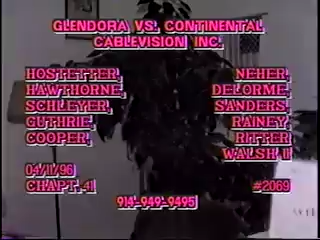 GLENDORA VS. CONTINENTAL
CABLEVISION INC.
HOSTETTER,
HAWTHORNE,
SCHLEYER,
GUTHRIE,
COOPER,
NEHER,
DELORME,
SANDERS,
RAINEY
RITTER
WALSH II
04/11/96
CHAPT.-1
#2069
914-949-9495